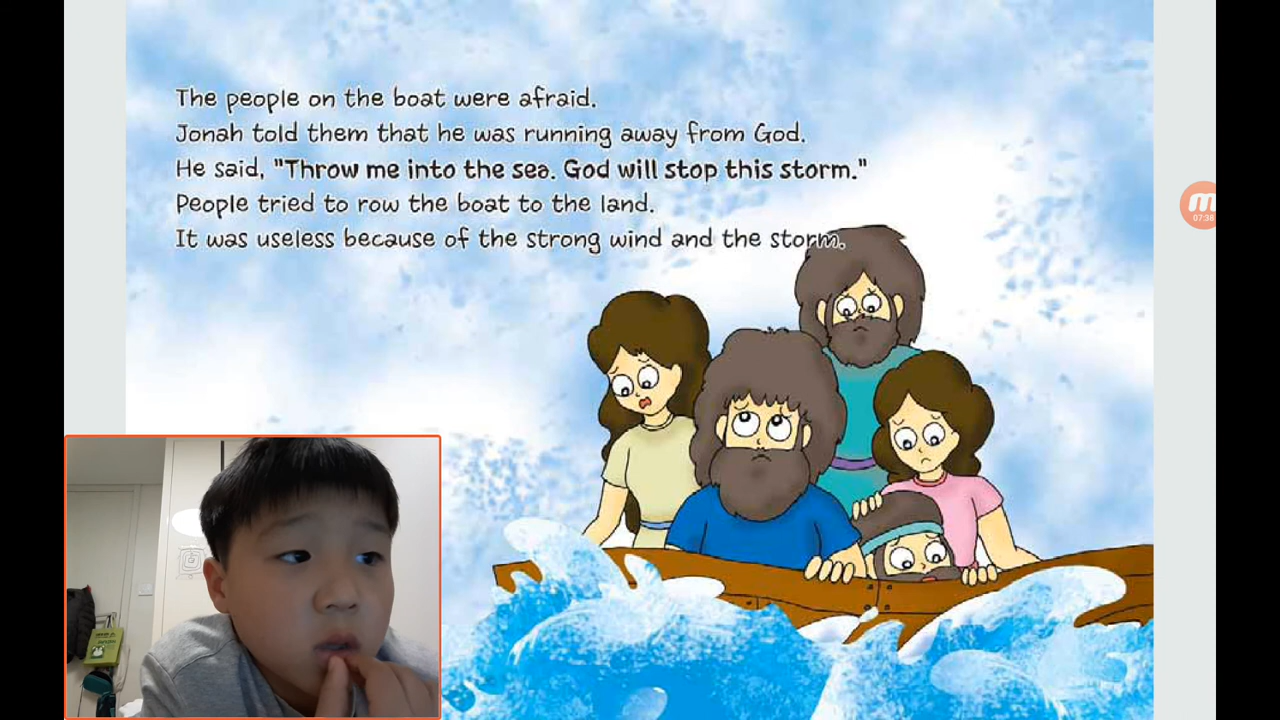 The people on the boat were afraid.
Jonah told them that he was running away from God.
He said, "Throw me into the sea. God will stop this storm."
People tried to row the boat to the land.
It was useless because of the strong wind and the storm.
M
07:38